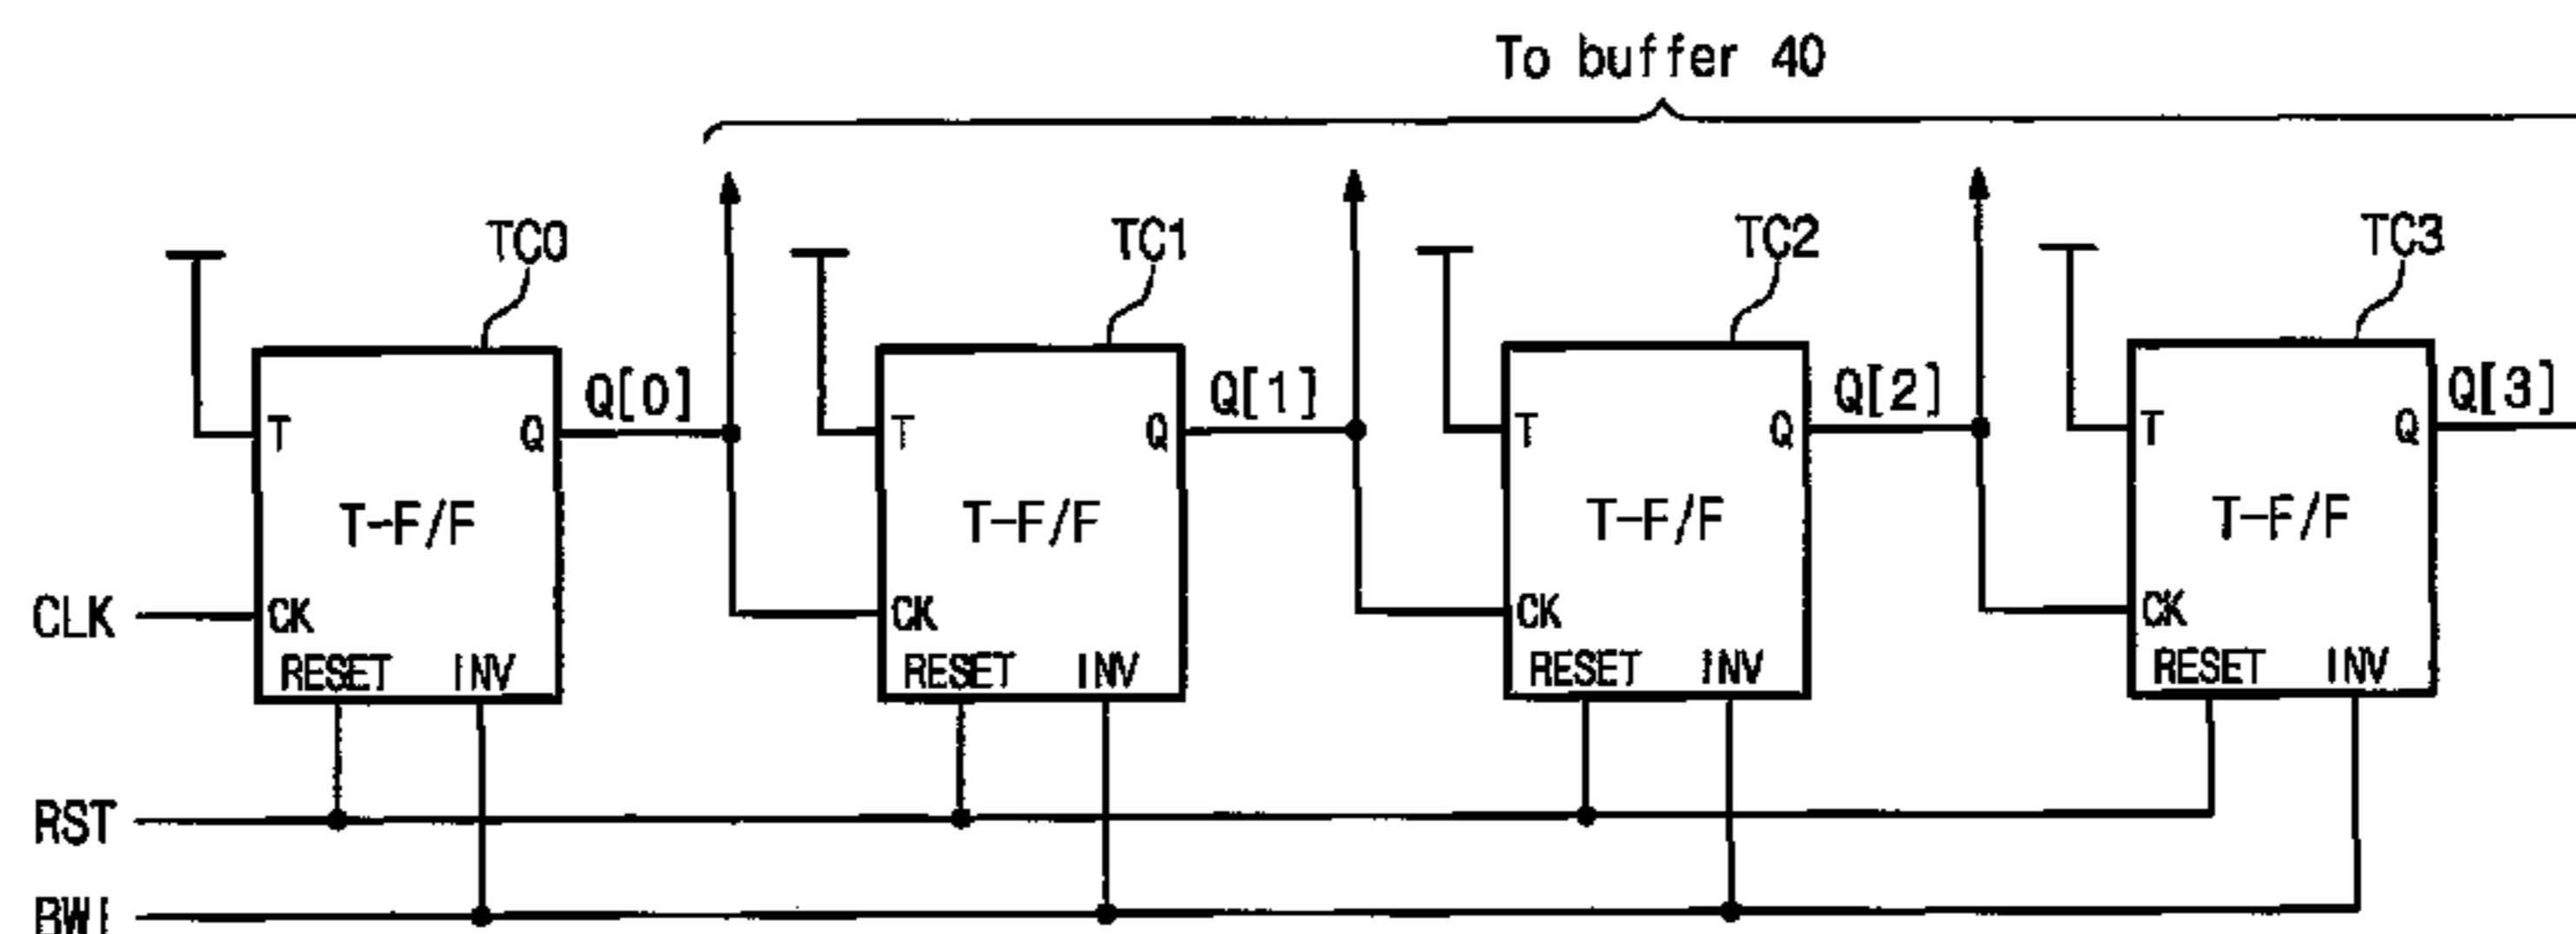 To buffer 40
TC0 TC1 TC2 TC3
Q[0] Q[1] Q[2] Q[3]
T Q T Q T Q T Q
T-F/F T-F/F T-F/F T-F/F
CLK CK CK CK CK
RESET INV RESET INV RESET INV RESET INV
RST
BWI